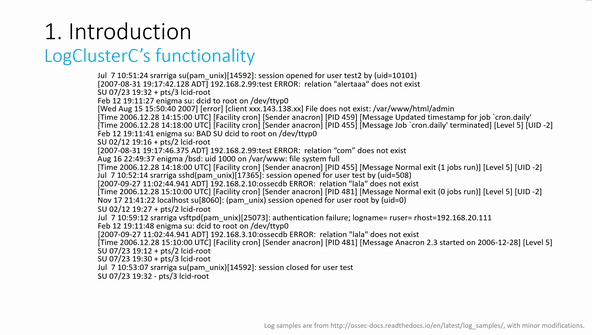 1. Introduction
LogClusterC's functionality
Jul  7 10:51:24 srarriga su(pam_unix)[14592]: session opened for user test2 by (uid=10101)
[2007-08-31 19:17:42.128 ADT] 192.168.2.99:test ERROR:  relation "alertaaa" does not exist
SU 07/23 19:32 + pts/3 lcid-root
Feb 12 19:11:27 enigma su: dcid to root on /dev/ttyp0
[Wed Aug 15 15:50:40 2007] [error] [client xxx.143.138.xx] File does not exist: /var/www/html/admin
[Time 2006.12.28 14:15:00 UTC] [Facility cron] [Sender anacron] [PID 459] [Message Updated timestamp for job `cron.daily'
[Time 2006.12.28 14:18:00 UTC] [Facility cron] [Sender anacron] [PID 455] [Message Job `cron.daily' terminated] [Level 5] [UID -2]
Feb 12 19:11:41 enigma su: BAD SU dcid to root on /dev/ttyp0
SU 02/12 19:16 + pts/2 lcid-root
[2007-08-31 19:17:46.375 ADT] 192.168.2.99:test ERROR:  relation "com" does not exist
Aug 16 22:49:37 enigma /bsd: uid 1000 on /var/www: file system full
[Time 2006.12.28 14:18:00 UTC] [Facility cron] [Sender anacron] [PID 455] [Message Normal exit (1 jobs run)] [Level 5] [UID -2]
Jul  7 10:52:14 srarriga sshd(pam_unix)[17365]: session opened for user test by (uid=508)
[2007-09-27 11:02:44.941 ADT] 192.168.2.10:ossecdb ERROR:  relation "lala" does not exist
[Time 2006.12.28 15:10:00 UTC] [Facility cron] [Sender anacron] [PID 481] [Message Normal exit (0 jobs run)] [Level 5] [UID -2]
Nov 17 21:41:22 localhost su[8060]: (pam_unix) session opened for user root by (uid=0)
SU 02/12 19:27 + pts/2 lcid-root
Jul  7 10:59:12 srarriga vsftpd(pam_unix)[25073]: authentication failure; logname= ruser= rhost=192.168.20.111
Feb 12 19:11:48 enigma su: dcid to root on /dev/ttyp0
[2007-09-27 11:02:44.941 ADT] 192.168.3.10:ossecdb ERROR:  relation "lala" does not exist
[Time 2006.12.28 15:10:00 UTC] [Facility cron] [Sender anacron] [PID 481] [Message Anacron 2.3 started on 2006-12-28] [Level 5]
SU 07/23 19:12 + pts/3 lcid-root
SU 07/23 19:30 + pts/3 lcid-root
Jul  7 10:53:07 srarriga su(pam_unix)[14592]: session closed for user test
SU 07/23 19:32 - pts/3 lcid-root
Log samples are from http://ossec-docs.readthedocs.io/en/latest/log_samples/, with minor modifications.